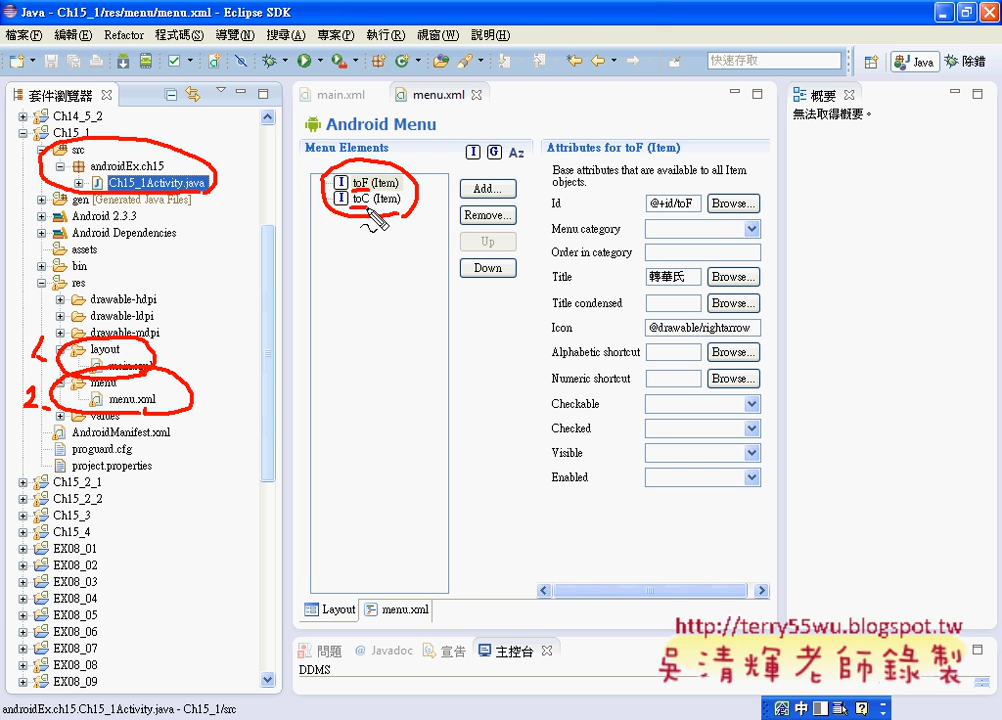 Java - Ch15_1/res/menu/menu.xml - Eclipse SDK
檔案(F) 編輯(E) Refactor 程式碼(S) 導覽(N) 搜尋(A) 專案(P) 執行(R) 視窗(W) 說明(H)
快速存取 Java 除錯
套件瀏覽器
Ch14_5_2
Ch15_1
src
androidEx.ch15
Ch15_1Activity.java
gen [Generated Java Files]
Android 2.3.3
Android Dependencies
assets
bin
res
drawable-hdpi
drawable-ldpi
drawable-mdpi
layout
main.xml
menu
menu.xml
values
AndroidManifest.xml
proguard.cfg
project.properties
Ch15_2_1
Ch15_2_2
Ch15_3
Ch15_4
EX08_01
EX08_02
EX08_03
EX08_04
EX08_05
EX08_06
EX08_07
EX08_08
EX08_09
1.
2.
main.xml menu.xml
Android Menu
Menu Elements
I G Az
I toF (Item)
I toC (Item)
Add...
Remove...
Up
Down
Attributes for toF (Item)
Base attributes that are available to all Item
objects.
Id @+id/toF Browse...
Menu category
Order in category
Title 轉華氏 Browse...
Title condensed Browse...
Icon @drawable/rightarrow
Alphabetic shortcut Browse...
Numeric shortcut Browse...
Checkable
Checked
Visible
Enabled
Layout menu.xml
概要
無法取得概要。
問題 @ Javadoc 宣告 主控台
DDMS
http://terry55wu.blogspot.tw
吳清輝老師錄製
androidEx.ch15.Ch15_1Activity.java - Ch15_1/src
中